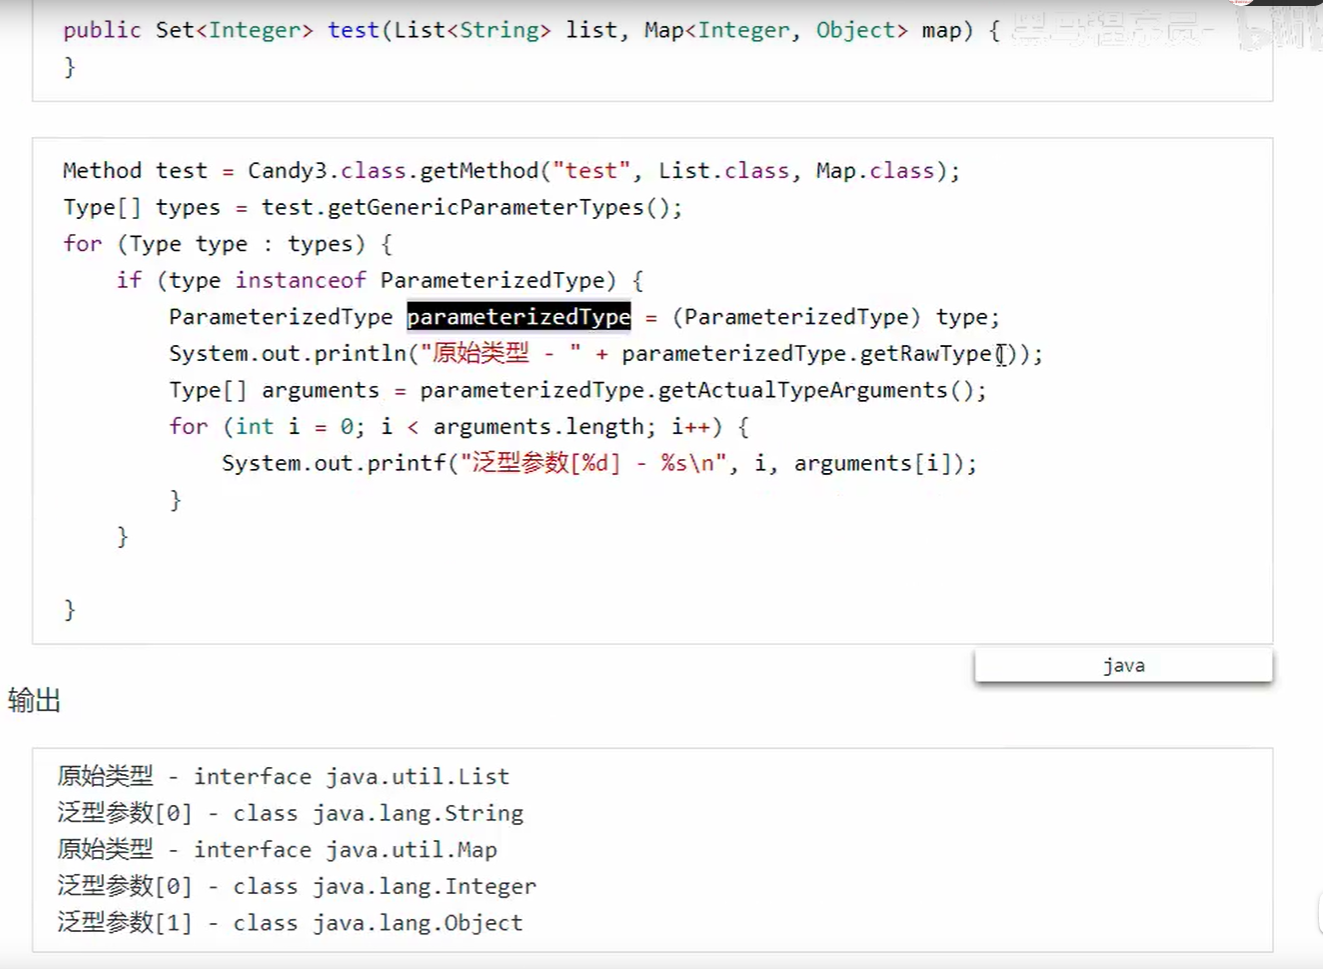 public Set<Integer> test(List<String> list, Map<Integer, Object> map) {
黑马程序员-
}
Method test = Candy3.class.getMethod("test", List.class, Map.class);
Type[] types = test.getGenericParameterTypes();
for (Type type : types) {
if (type instanceof ParameterizedType) {
ParameterizedType parameterizedType = (ParameterizedType) type;
System.out.println("原始类型 - " + parameterizedType.getRawType());
Type[] arguments = parameterizedType.getActualTypeArguments();
for (int i = 0; i < arguments.length; i++) {
System.out.printf("泛型参数[%d] - %s\n", i, arguments[i]);
}
}
}
java
输出
原始类型 - interface java.util.List
泛型参数[0] - class java.lang.String
原始类型 - interface java.util.Map
泛型参数[0] - class java.lang.Integer
泛型参数[1] - class java.lang.Object